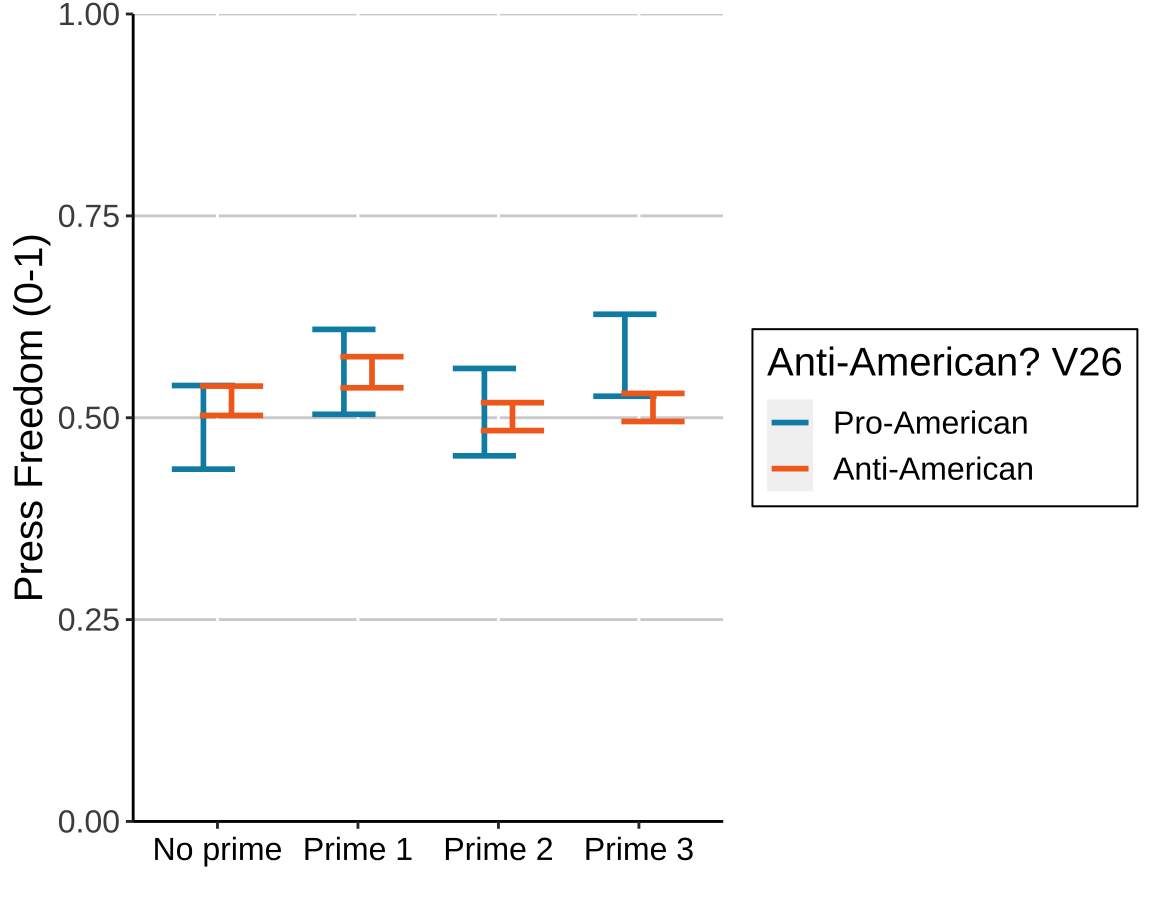 1.00
0.75
0.50
0.25
0.00
Press Freedom (0-1)
No prime
Prime 1
Prime 2
Prime 3
Anti-American? V26
Pro-American
Anti-American